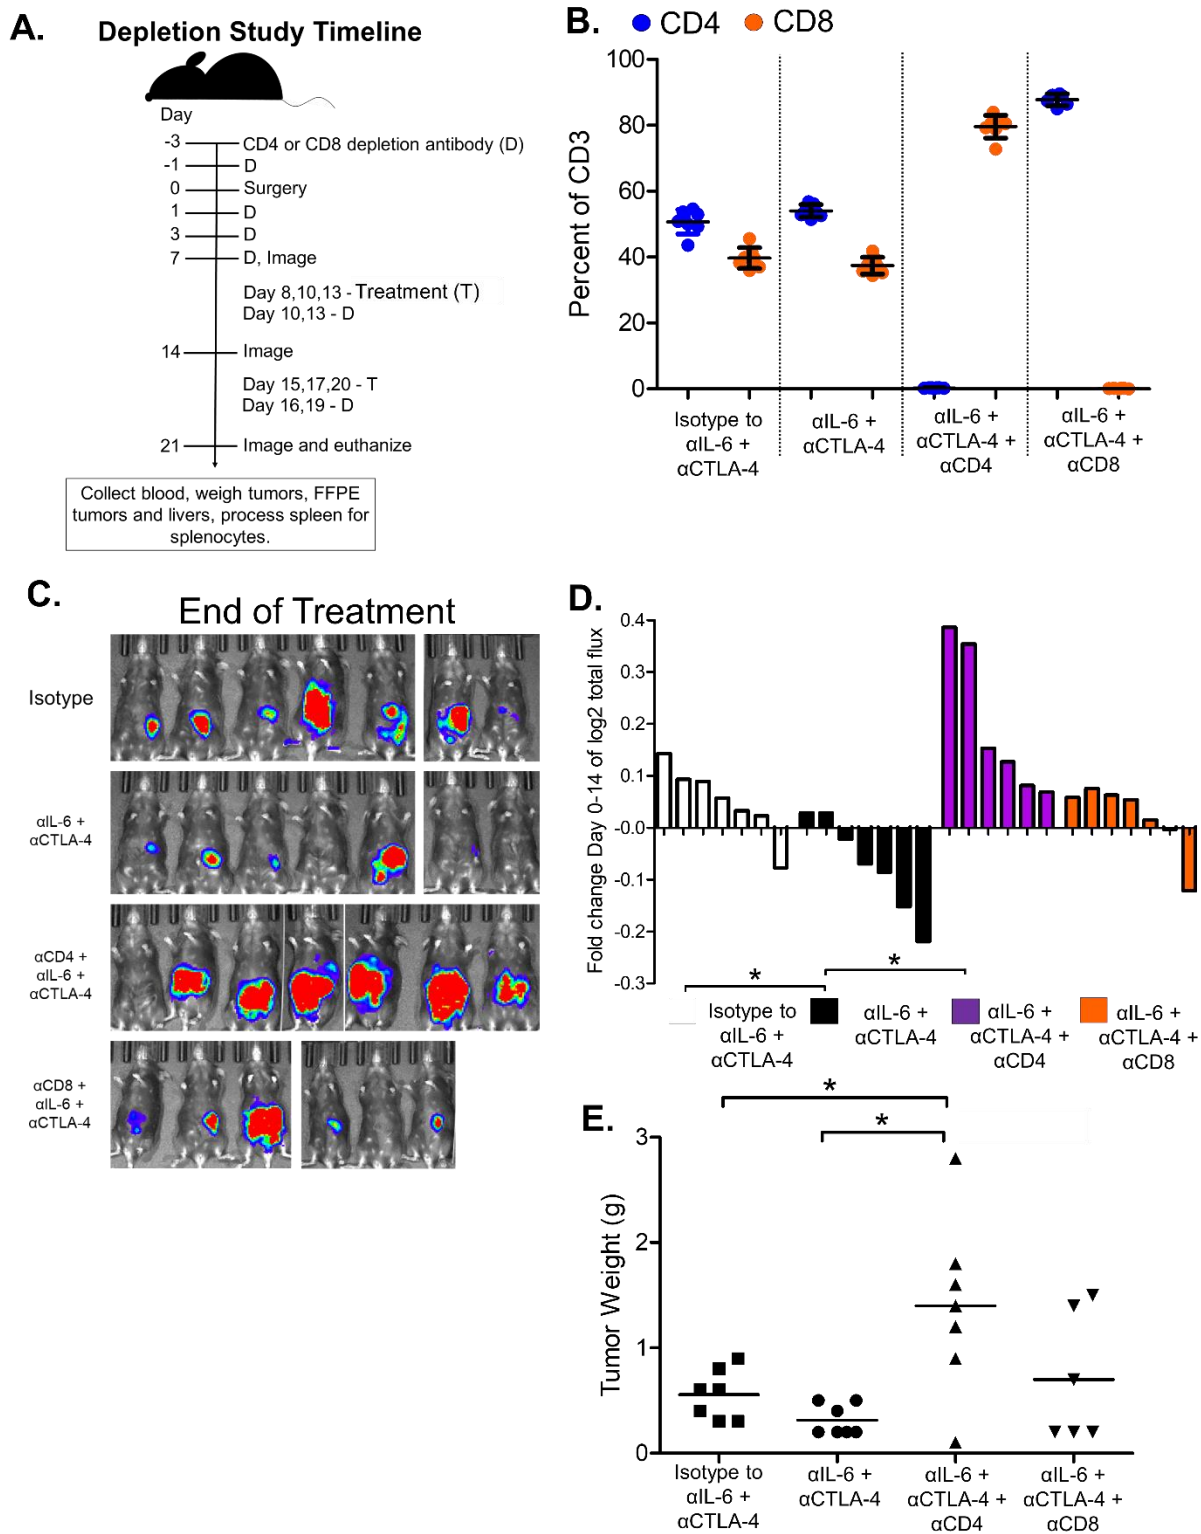 A.
Depletion Study Timeline
Day
-3 CD4 or CD8 depletion antibody (D)
-1 D
0 Surgery
1 D
3 D
7 D, Image
Day 8,10,13 - Treatment (T)
Day 10,13 - D
14 Image
Day 15,17,20 - T
Day 16,19 - D
21 Image and euthanize
Collect blood, weigh tumors, FFPE
tumors and livers, process spleen for
splenocytes.
B.
CD4 CD8
Percent of CD3
100
80
60
40
20
0
Isotype to
αIL-6 +
αCTLA-4
αIL-6 +
αCTLA-4
αIL-6 +
αCTLA-4 +
αCD4
αIL-6 +
αCTLA-4 +
αCD8
C.
End of Treatment
Isotype
αIL-6 +
αCTLA-4
αCD4 +
αIL-6 +
αCTLA-4
αCD8 +
αIL-6 +
αCTLA-4
D.
Fold change Day 0-14 of log2 total flux
0.4
0.3
0.2
0.1
-0.0
-0.1
-0.2
-0.3
*
*
Isotype to
αIL-6 +
αCTLA-4
αIL-6 +
αCTLA-4
αIL-6 +
αCTLA-4 +
αCD4
αIL-6 +
αCTLA-4 +
αCD8
E.
*
*
Tumor Weight (g)
3
2
1
0
Isotype to
αIL-6 +
αCTLA-4
αIL-6 +
αCTLA-4
αIL-6 +
αCTLA-4 +
αCD4
αIL-6 +
αCTLA-4 +
αCD8